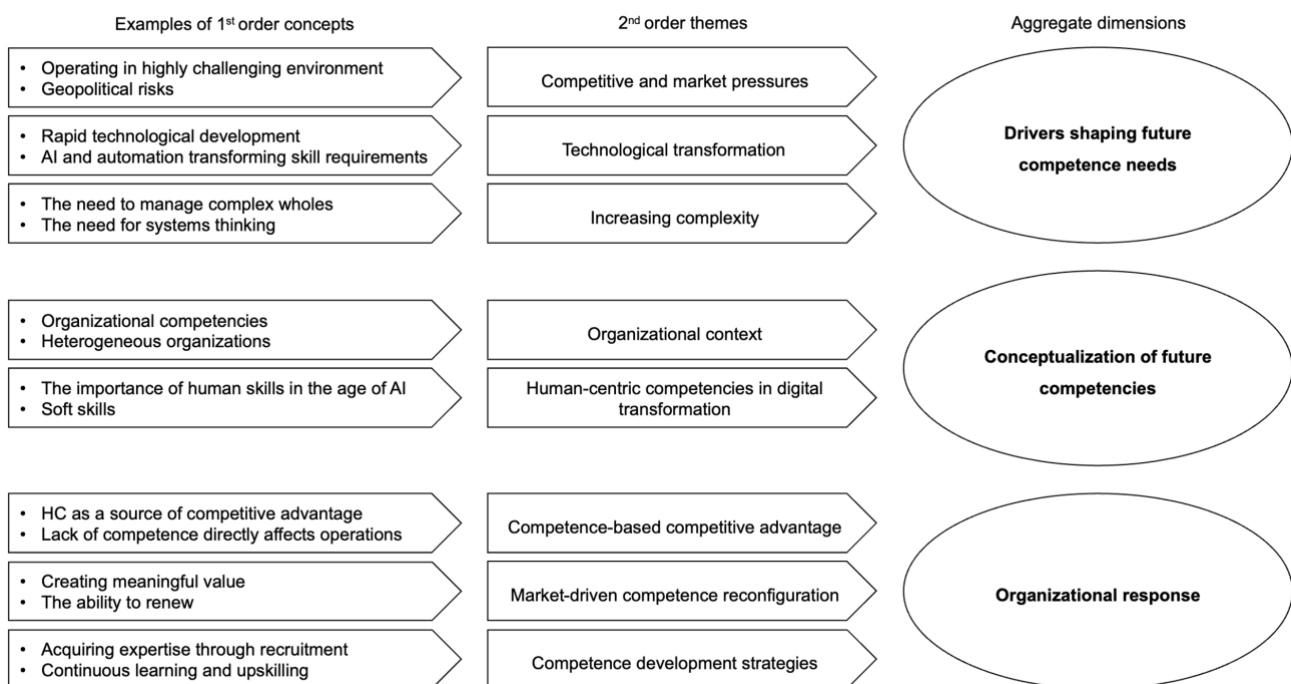 Examples of 1st order concepts
2nd order themes
Aggregate dimensions
• Operating in highly challenging environment
• Geopolitical risks
Competitive and market pressures
• Rapid technological development
• AI and automation transforming skill requirements
Technological transformation
• The need to manage complex wholes
• The need for systems thinking
Increasing complexity
Drivers shaping future
competence needs
• Organizational competencies
• Heterogeneous organizations
Organizational context
• The importance of human skills in the age of AI
• Soft skills
Human-centric competencies in digital
transformation
Conceptualization of future
competencies
• HC as a source of competitive advantage
• Lack of competence directly affects operations
Competence-based competitive advantage
• Creating meaningful value
• The ability to renew
Market-driven competence reconfiguration
• Acquiring expertise through recruitment
• Continuous learning and upskilling
Competence development strategies
Organizational response